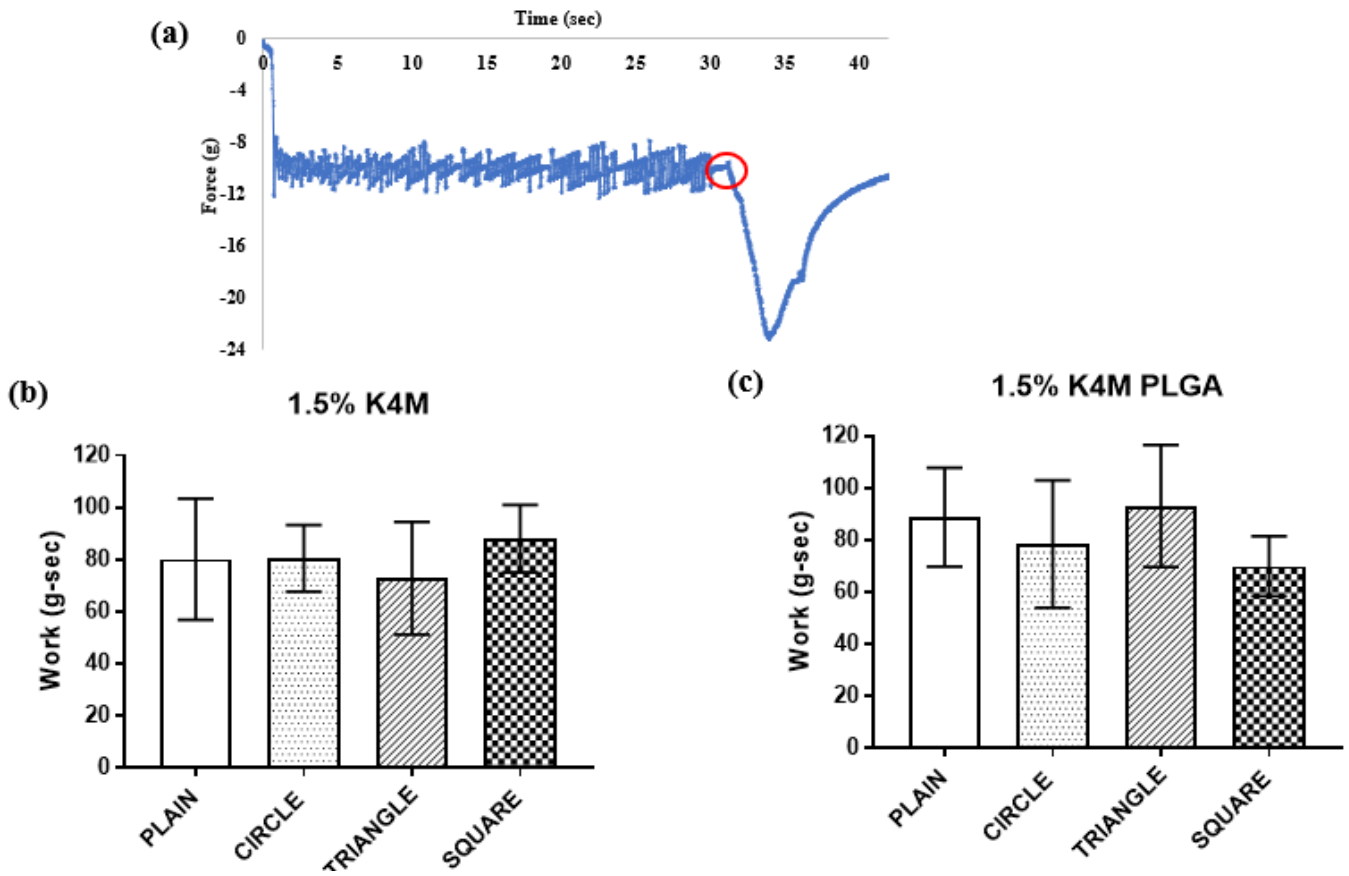 (a)
Time (sec)
0
0 5 10 15 20 25 30 35 40
-4
-8
-12
-16
-20
-24
Force (g)
(b)
1.5% K4M
120
100
80
60
40
20
0
Work (g-sec)
PLAIN
CIRCLE
TRIANGLE
SQUARE
(c)
1.5% K4M PLGA
120
100
80
60
40
20
0
Work (g-sec)
PLAIN
CIRCLE
TRIANGLE
SQUARE